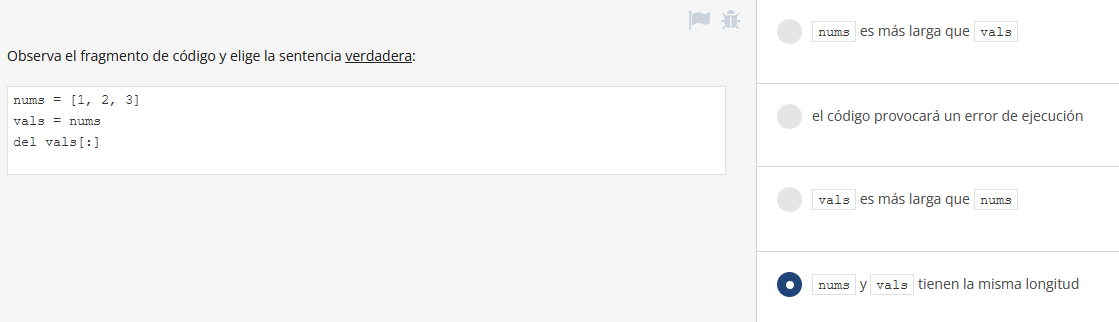 Observa el fragmento de código y elige la sentencia verdadera:
nums = [1, 2, 3]
vals = nums
del vals[:]
nums es más larga que vals
el código provocará un error de ejecución
vals es más larga que nums
nums y vals tienen la misma longitud